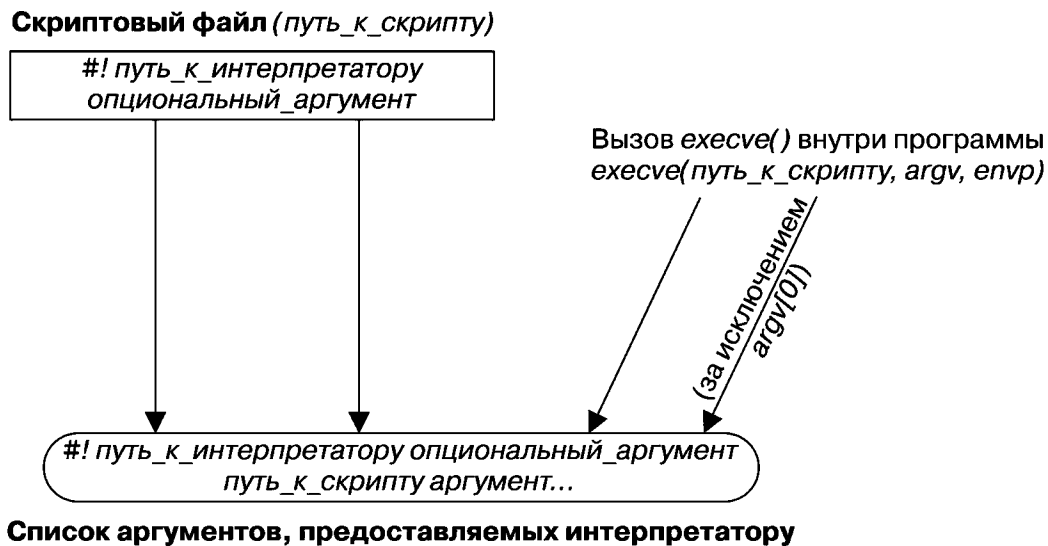 Скриптовый файл (путь_к_скрипту)
#! путь_к_интерпретатору
опциональный_аргумент
Вызов execve() внутри программы
execve(путь_к_скрипту, argv, envp)
(за исключением
argv[0])
#! путь_к_интерпретатору опциональный_аргумент
путь_к_скрипту аргумент...
Список аргументов, предоставляемых интерпретатору